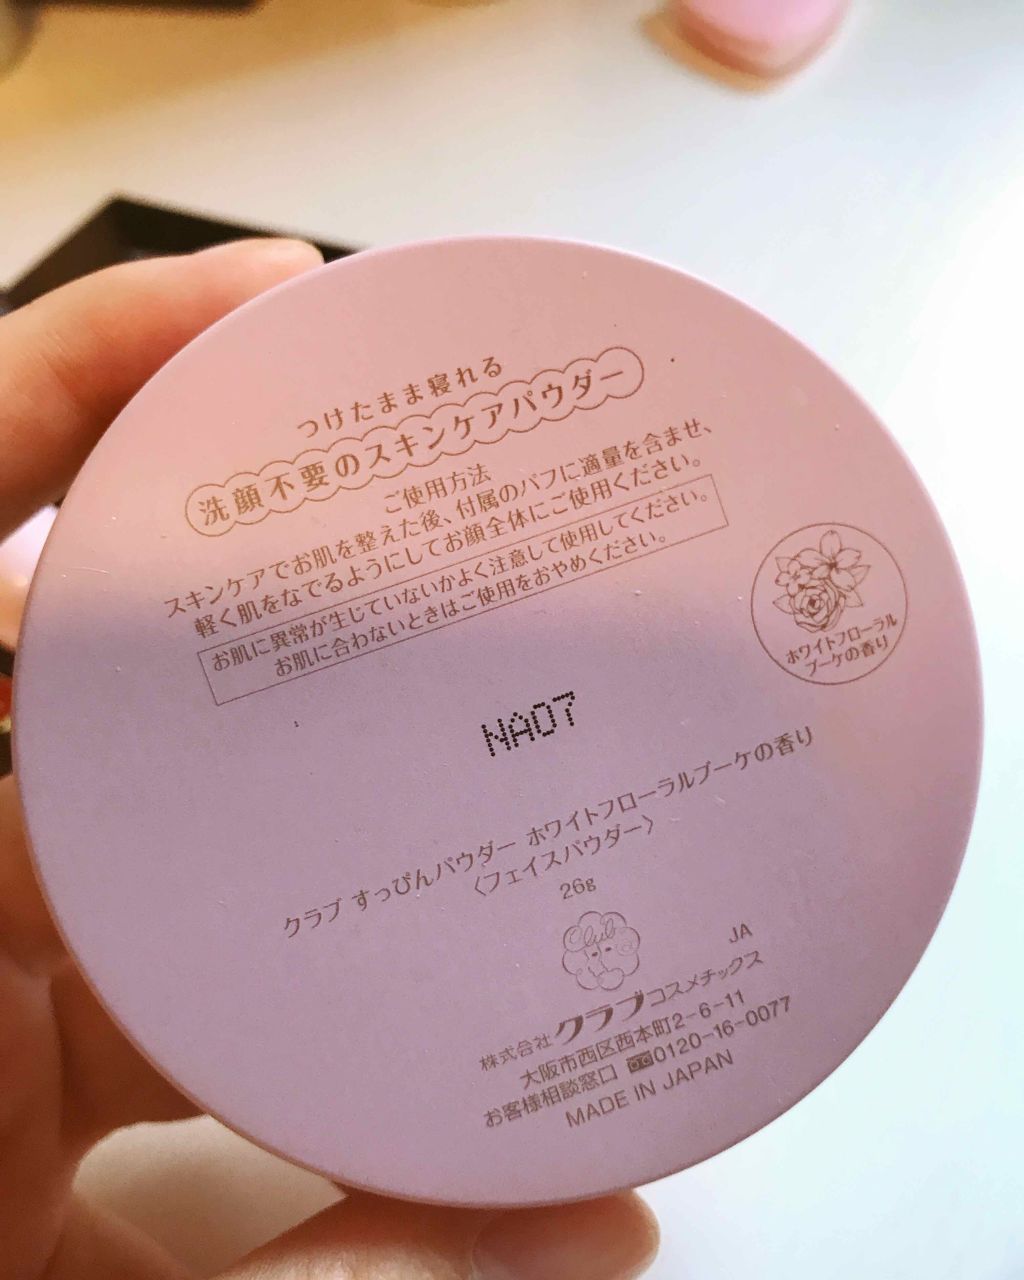 つけたまま寝れる
洗顔不要のスキンケアパウダー
ご使用方法
スキンケアでお肌を整えた後、付属のパフに適量を含ませ、
軽く肌をなでるようにしてお顔全体にご使用ください。
お肌に異常が生じていないかよく注意して使用してください。
お肌に合わないときはご使用をおやめください。
ホワイトフローラル
ブーケの香り
NA07
クラブ すっぴんパウダー ホワイトフローラルブーケの香り
〈フェイスパウダー〉
26g
Club
JA
株式会社クラブコスメチックス
大阪市西区西本町2-6-11
お客様相談窓口 0120-16-0077
MADE IN JAPAN